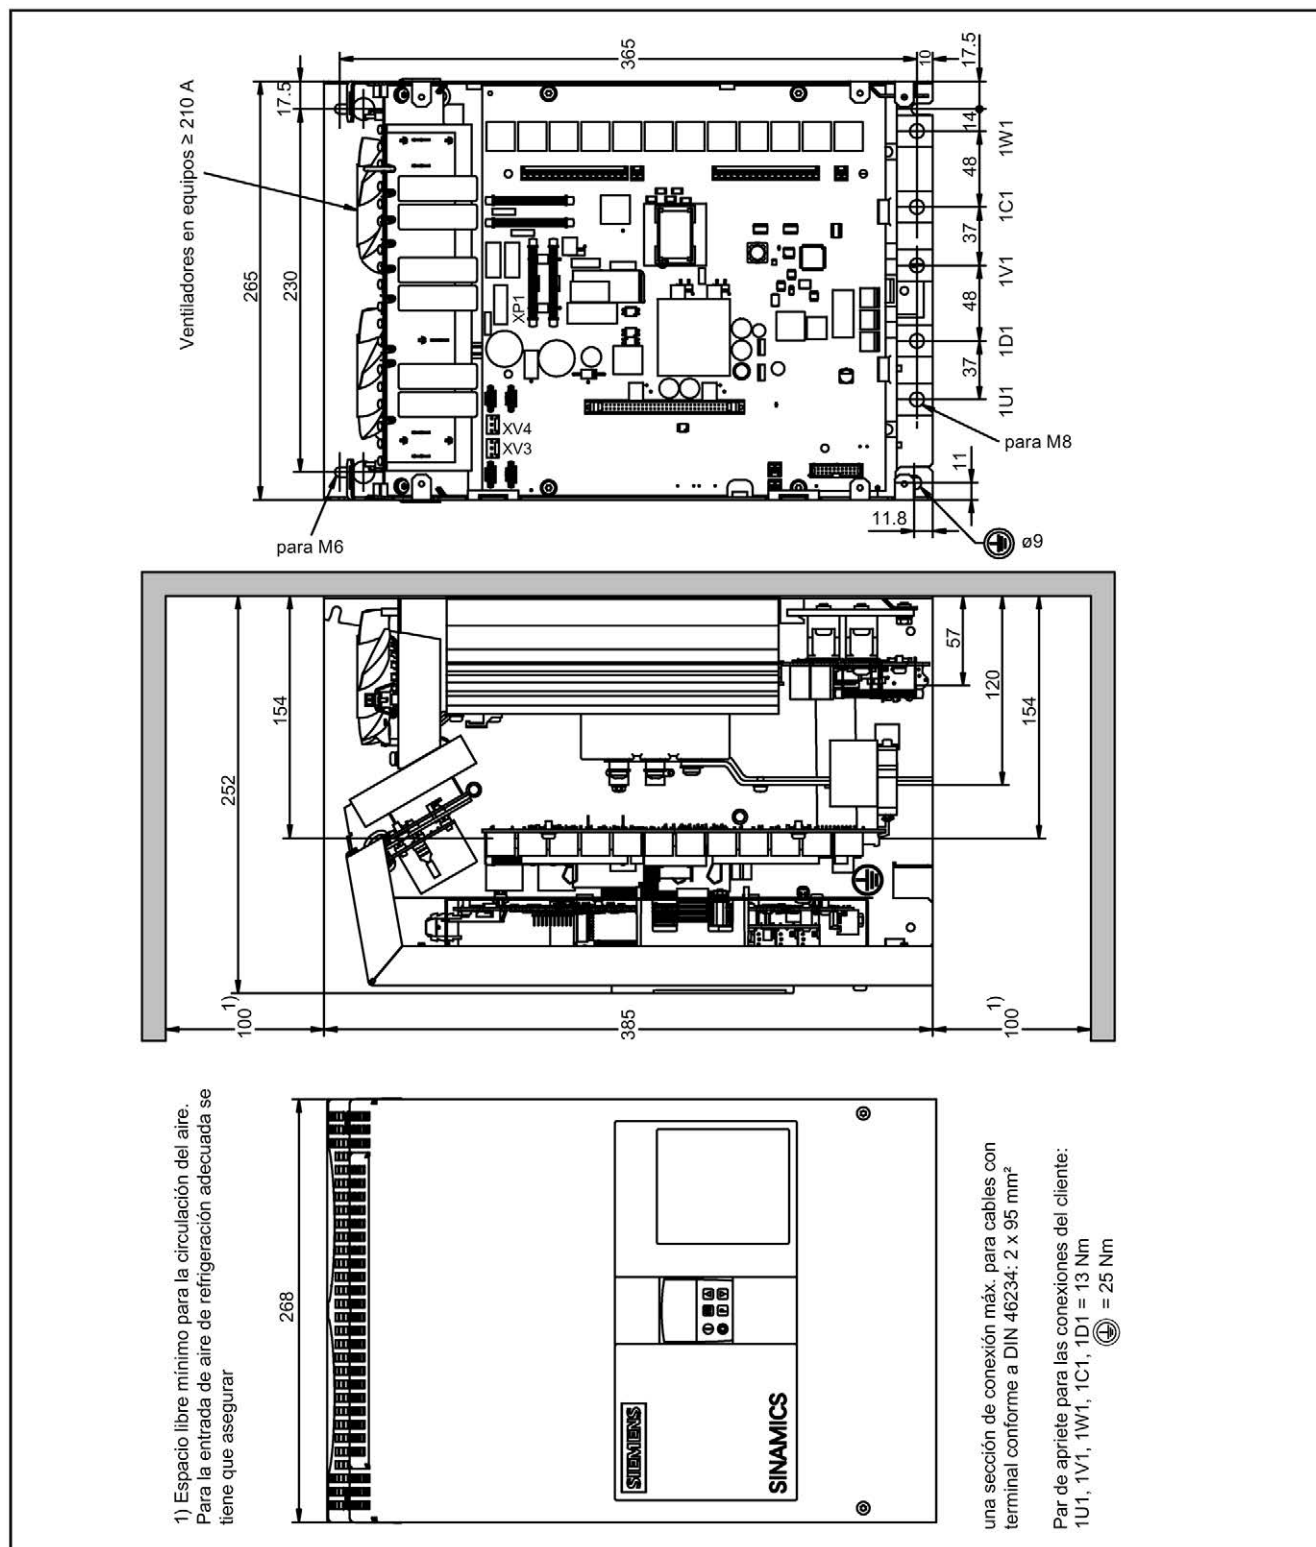 365
10
17.5
17.5
265
230
Ventiladores en equipos ≥ 210 A
14
1W1
48
1C1
37
1V1
48
1D1
37
1U1
XP1
XV4
XV3
para M8
11
11.8
ø9
para M6
57
120
154
154
252
100 1)
385
100 1)
268
1) Espacio libre mínimo para la circulación del aire.
Para la entrada de aire de refrigeración adecuada se
tiene que asegurar
SIEMENS
SINAMICS
una sección de conexión máx. para cables con
terminal conforme a DIN 46234: 2 x 95 mm²
Par de apriete para las conexiones del cliente:
1U1, 1V1, 1W1, 1C1, 1D1 = 13 Nm
= 25 Nm